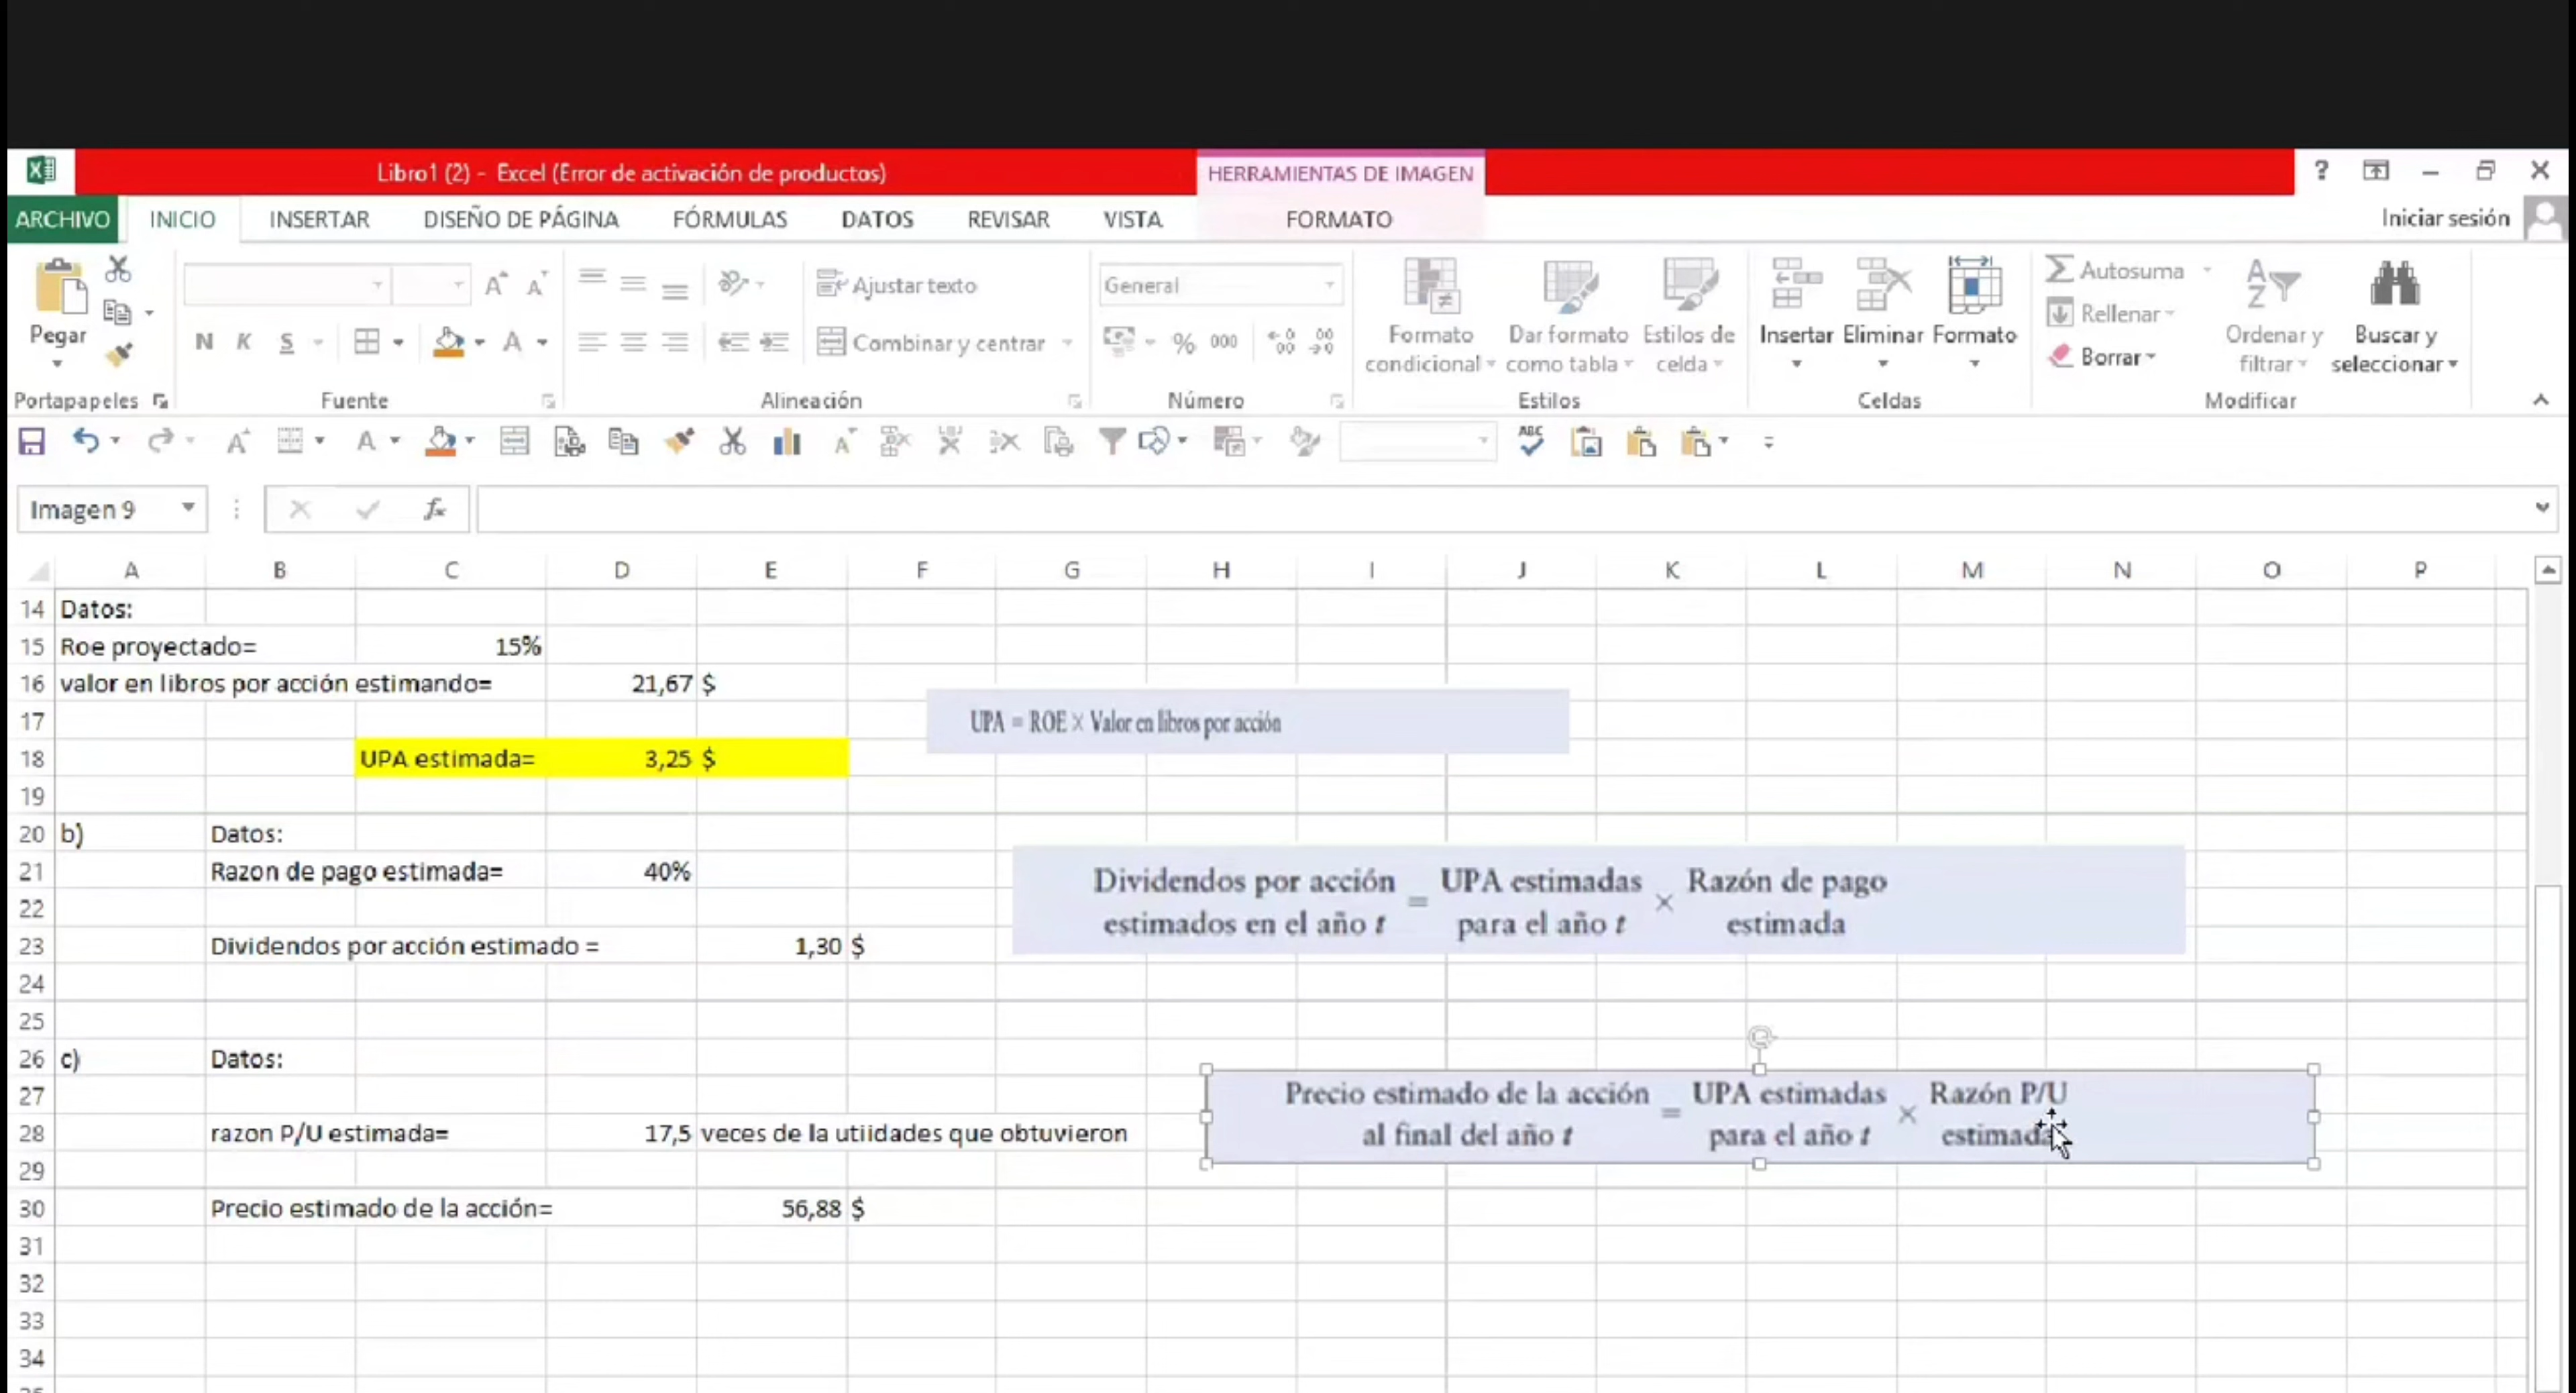 Libro1 (2) - Excel (Error de activación de productos)
HERRAMIENTAS DE IMAGEN
?
ARCHIVO INICIO INSERTAR DISEÑO DE PÁGINA FÓRMULAS DATOS REVISAR VISTA FORMATO Iniciar sesión
Pegar
Portapapeles
N K S
Fuente
Ajustar texto
Combinar y centrar
Alineación
General
% 000
Número
Formato condicional
Dar formato como tabla
Estilos de celda
Estilos
Insertar Eliminar Formato
Celdas
Autosuma
Rellenar
Borrar
Ordenar y filtrar
Buscar y seleccionar
Modificar
Imagen 9
fx
A B C D E F G H I J K L M N O P
14 Datos:
15 Roe proyectado= 15%
16 valor en libros por acción estimando= 21,67 $
17
UPA = ROE × Valor en libros por acción
18 UPA estimada= 3,25 $
19
20 b) Datos:
21 Razon de pago estimada= 40%
Dividendos por acción estimados en el año t = UPA estimadas para el año t × Razón de pago estimada
22
23 Dividendos por acción estimado = 1,30 $
24
25
26 c) Datos:
27
Precio estimado de la acción al final del año t = UPA estimadas para el año t × Razón P/U estimada
28 razon P/U estimada= 17,5 veces de la utiidades que obtuvieron
29
30 Precio estimado de la acción= 56,88 $
31
32
33
34